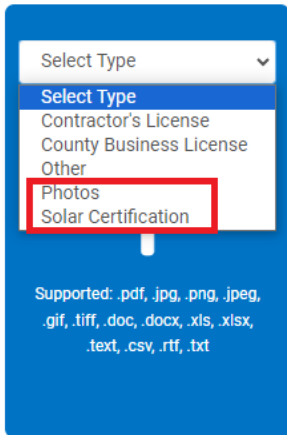 Select Type
Select Type
Contractor's License
County Business License
Other
Photos
Solar Certification
Supported: .pdf, .jpg, .png, .jpeg,
.gif, .tiff, .doc, .docx, .xls, .xlsx,
.text, .csv, .rtf, .txt